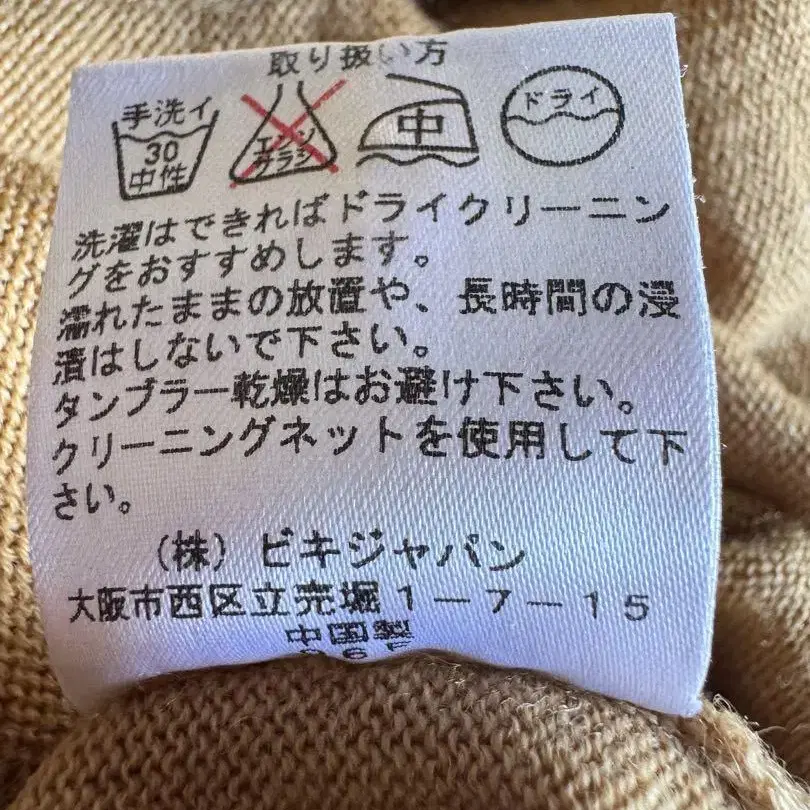 取り扱い方
手洗イ
30
中性
エンソ
サラシ
中
ドライ
洗濯はできればドライクリーニン
グをおすすめします。
濡れたままの放置や、長時間の浸
漬はしないで下さい。
タンブラー乾燥はお避け下さい。
クリーニングネットを使用して下
さい。
(株) ビキジャパン
大阪市西区立売堀1-7-15
中国製